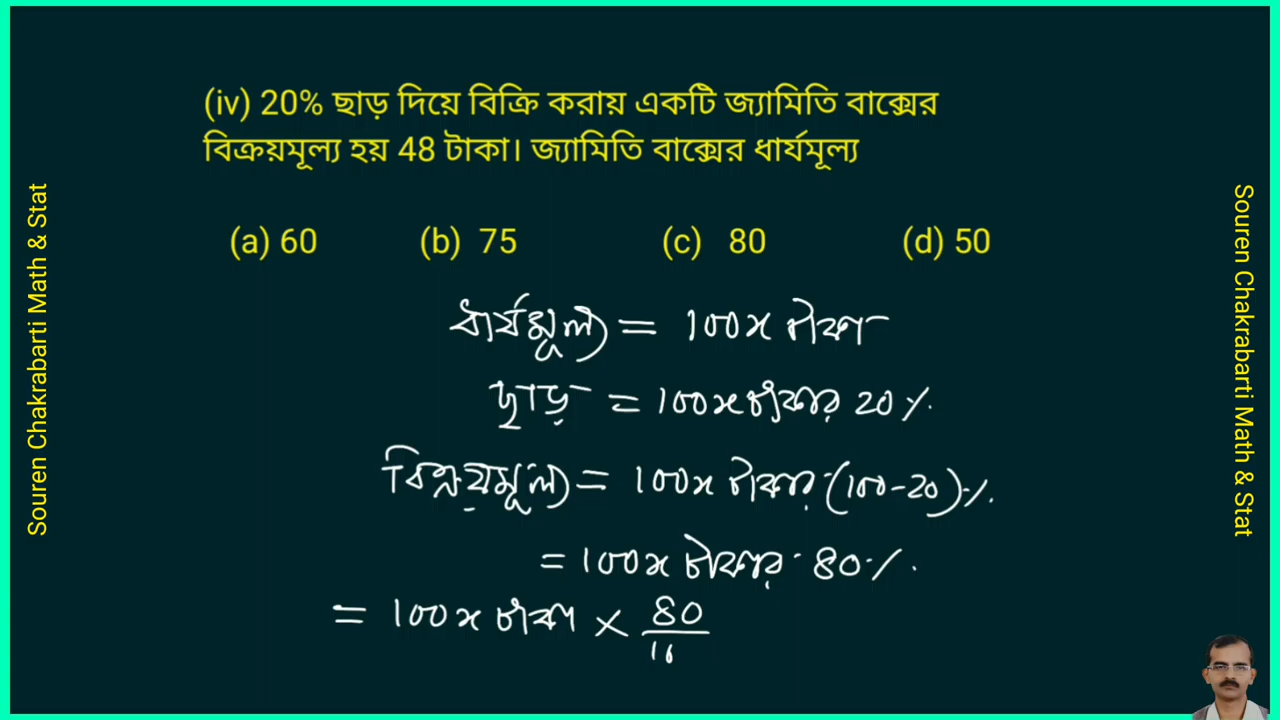 (iv) 20% ছাড় দিয়ে বিক্রি করায় একটি জ্যামিতি বাক্সের
বিক্রয়মূল্য হয় 48 টাকা। জ্যামিতি বাক্সের ধার্যমূল্য
(a) 60 (b) 75 (c) 80 (d) 50
ধার্যমূল্য = 100x টাকা
ছাড় = 100x টাকার 20%.
বিক্রয়মূল্য = 100x টাকার (100-20)%.
= 100x টাকার 80%.
= 100x টাকা × 80/10
Souren Chakrabarti Math & Stat
Souren Chakrabarti Math & Stat